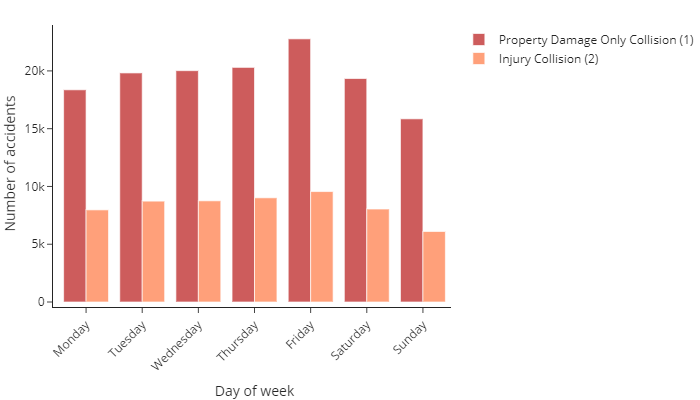 Property Damage Only Collision (1)
Injury Collision (2)
Number of accidents
20k
15k
10k
5k
0
Monday
Tuesday
Wednesday
Thursday
Friday
Saturday
Sunday
Day of week